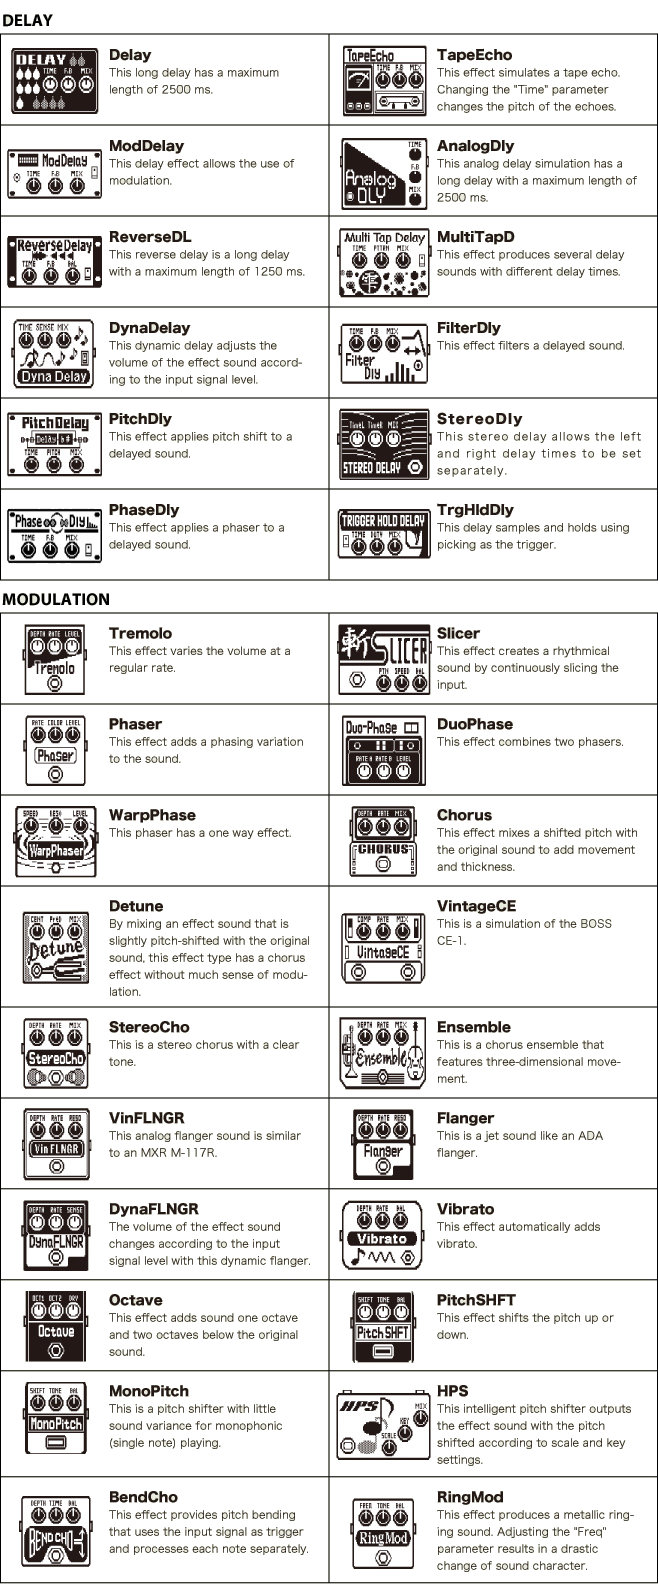 DELAY
DELAY
TIME F.B MIX
Delay
This long delay has a maximum
length of 2500 ms.
TapeEcho
TIME F.B MIX
TapeEcho
This effect simulates a tape echo.
Changing the "Time" parameter
changes the pitch of the echoes.
ModDelay
TIME F.B MIX
ModDelay
This delay effect allows the use of
modulation.
TIME
F.B
MIX
Analog
DLY
AnalogDly
This analog delay simulation has a
long delay with a maximum length of
2500 ms.
Reverse Delay
TIME F.B BAL
ReverseDL
This reverse delay is a long delay
with a maximum length of 1250 ms.
Multi Tap Delay
TIME PTTRN MIX
MultiTapD
This effect produces several delay
sounds with different delay times.
TIME SENSE MIX
Dyna Delay
DynaDelay
This dynamic delay adjusts the
volume of the effect sound accord-
ing to the input signal level.
TIME F.B MIX
Filter
Dly
FilterDly
This effect filters a delayed sound.
Pitch Delay
Delay
TIME PITCH MIX
PitchDly
This effect applies pitch shift to a
delayed sound.
TimeL TimeR MIX
STEREO DELAY
StereoDly
This stereo delay allows the left
and right delay times to be set
separately.
Phase Dly
TIME F.B MIX
PhaseDly
This effect applies a phaser to a
delayed sound.
TRIGGER HOLD DELAY
TIME DUTY MIX
TrgHldDly
This delay samples and holds using
picking as the trigger.
MODULATION
DEPTH RATE LEVEL
Tremolo
Tremolo
This effect varies the volume at a
regular rate.
斬 SLICER
PTN SPEED BAL
Slicer
This effect creates a rhythmical
sound by continuously slicing the
input.
RATE COLOR LEVEL
Phaser
Phaser
This effect adds a phasing variation
to the sound.
Duo-Phase
RATE A RATE B LEVEL
DuoPhase
This effect combines two phasers.
SPEED RESO LEVEL
WarpPhaser
WarpPhase
This phaser has a one way effect.
DEPTH RATE MIX
CHORUS
Chorus
This effect mixes a shifted pitch with
the original sound to add movement
and thickness.
CENT PreD MIX
Detune
Detune
By mixing an effect sound that is
slightly pitch-shifted with the original
sound, this effect type has a chorus
effect without much sense of modu-
lation.
COMP RATE MIX
VintageCE
VintageCE
This is a simulation of the BOSS
CE-1.
DEPTH RATE MIX
StereoCho
StereoCho
This is a stereo chorus with a clear
tone.
DEPTH RATE MIX
Ensemble
Ensemble
This is a chorus ensemble that
features three-dimensional move-
ment.
DEPTH RATE RESO
Vin FLNGR
VinFLNGR
This analog flanger sound is similar
to an MXR M-117R.
DEPTH RATE RESO
Flanger
Flanger
This is a jet sound like an ADA
flanger.
DEPTH RATE SENSE
DynaFLNGR
DynaFLNGR
The volume of the effect sound
changes according to the input
signal level with this dynamic flanger.
DEPTH RATE BAL
Vibrato
Vibrato
This effect automatically adds
vibrato.
OCT1 OCT2 DRY
Octave
Octave
This effect adds sound one octave
and two octaves below the original
sound.
SHIFT TONE BAL
Pitch SHFT
PitchSHFT
This effect shifts the pitch up or
down.
SHIFT TONE BAL
MonoPitch
MonoPitch
This is a pitch shifter with little
sound variance for monophonic
(single note) playing.
HPS
MIX
KEY
SCALE
HPS
This intelligent pitch shifter outputs
the effect sound with the pitch
shifted according to scale and key
settings.
DEPTH TIME BAL
BEND CHO
BendCho
This effect provides pitch bending
that uses the input signal as trigger
and processes each note separately.
FREQ TONE BAL
RingMod
RingMod
This effect produces a metallic ring-
ing sound. Adjusting the "Freq"
parameter results in a drastic
change of sound character.